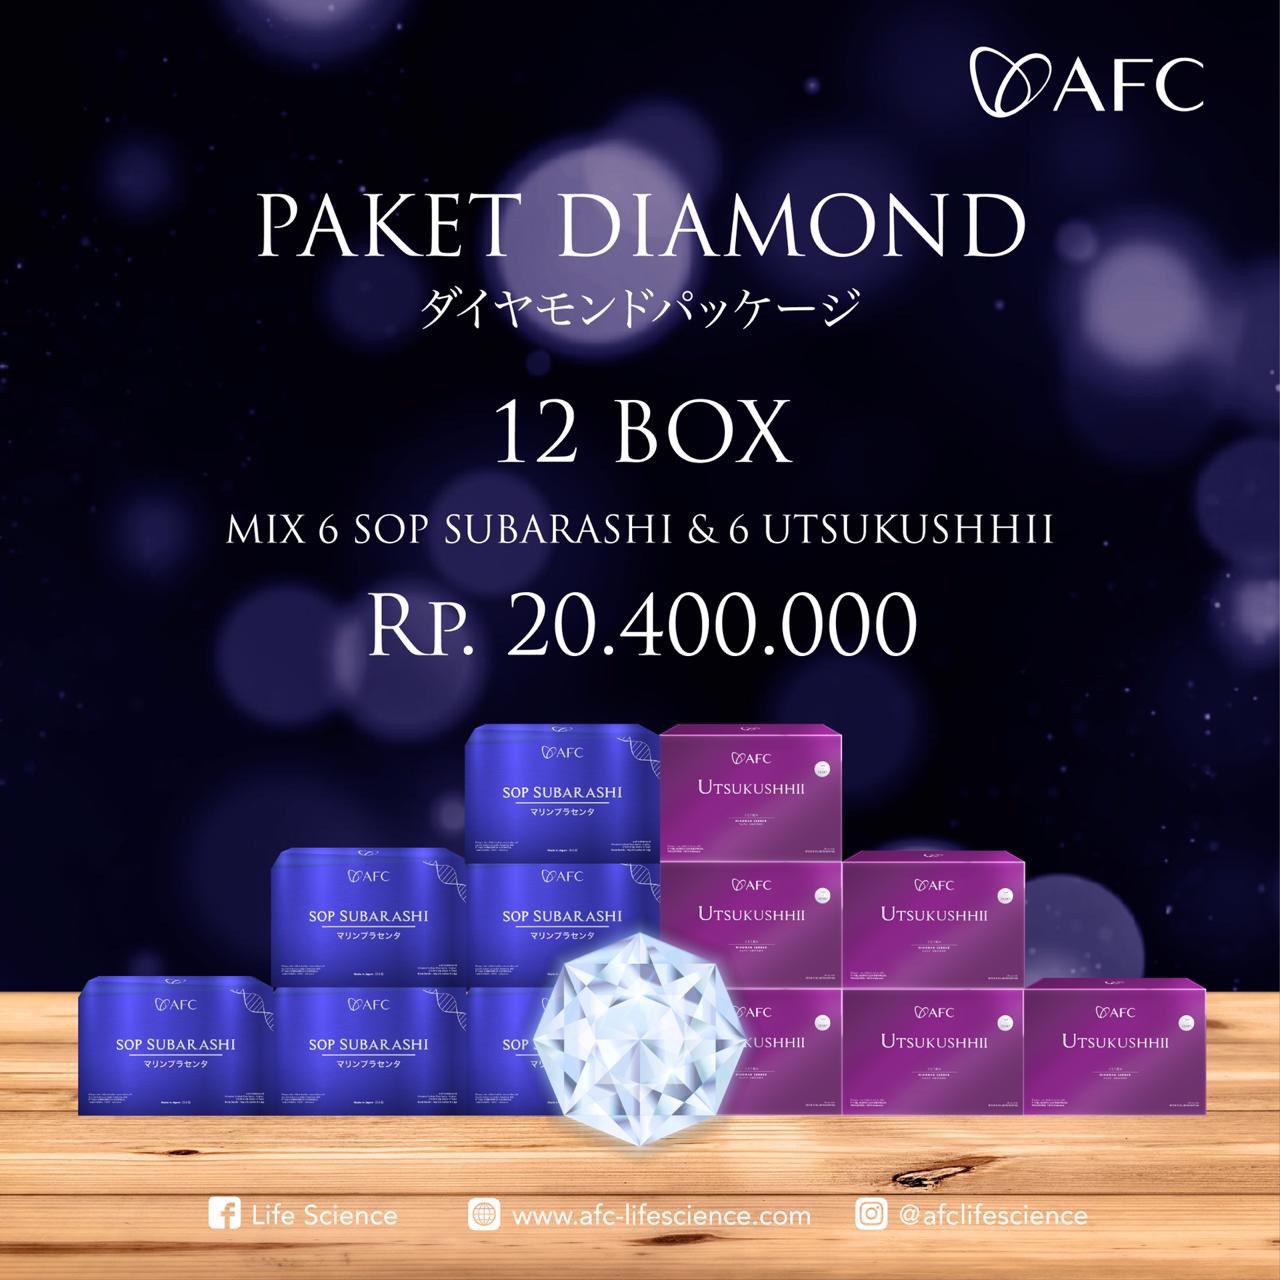 AFC
PAKET DIAMOND
ダイヤモンドパッケージ
12 BOX
MIX 6 SOP SUBARASHI & 6 UTSUKUSHHII
RP. 20.400.000
AFC
SOP SUBARASHI
マリンプラセンタ
AFC
UTSUKUSHHII
AFC
SOP SUBARASHI
マリンプラセンタ
AFC
SOP SUBARASHI
AFC
UTSUKUSHHII
AFC
UTSUKUSHHII
AFC
SOP SUBARASHI
マリンプラセンタ
AFC
SOP SUBARASHI
マリンプラセンタ
SOP
マリン
AFC
KUSHHII
AFC
UTSUKUSHHII
AFC
UTSUKUSHHII
Life Science
www.afc-lifescience.com
@afclifescience